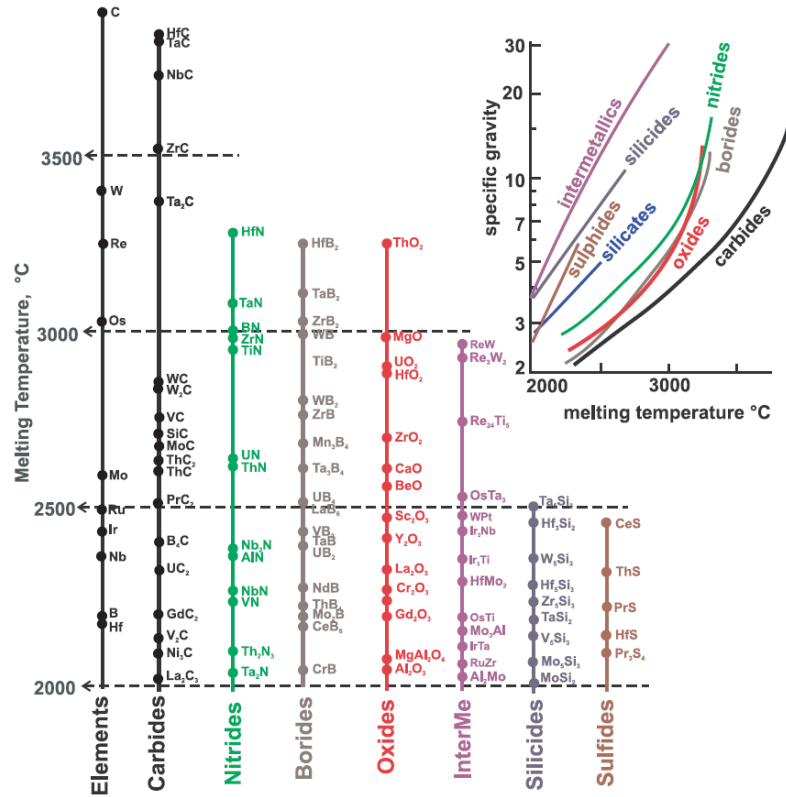 Melting Temperature, °C
3500
3000
2500
2000
C
W
Re
Os
Mo
Ru
Ir
Nb
B
Hf
Elements
HfC
TaC
NbC
ZrC
Ta₂C
WC
W₂C
VC
SiC
MoC
ThC₂
ThC
PrC₂
B₄C
UC₂
GdC₂
V₂C
Ni₃C
La₂C₃
Carbides
HfN
TaN
BN
ZrN
TiN
UN
ThN
Nb₂N
AlN
NbN
VN
Th₂N₃
Ta₂N
Nitrides
HfB₂
TaB₂
ZrB₂
WB
TiB₂
WB₂
ZrB
Mn₃B₄
Ta₃B₄
UB₄
LaB₆
VB₂
TaB
UB₂
NdB
ThB₄
Mo₃B
CeB₆
CrB
Borides
ThO₂
MgO
UO₂
HfO₂
ZrO₂
CaO
BeO
Sc₂O₃
Y₂O₃
La₂O₃
Cr₂O₃
Gd₂O₃
MgAl₂O₄
Al₂O₃
Oxides
ReW
Re₃W₂
Re₂₄Ti₅
OsTa₃
WPt
Ir₃Nb
Ir₃Ti
HfMo₂
OsTi
Mo₃Al
IrTa
RuZr
Al₂Mo
InterMe
Hf₃Si₂
W₅Si₃
Hf₅Si₃
Zr₅Si₃
TaSi₂
V₅Si₃
Mo₅Si₃
MoSi₂
Silicides
CeS
ThS
PrS
HfS
Pr₃S₄
Sulfides
specific gravity
30
20
10
7
5
3
2
2000
3000
melting temperature °C
intermetallics
silicides
sulphides
silicates
nitrides
borides
oxides
carbides